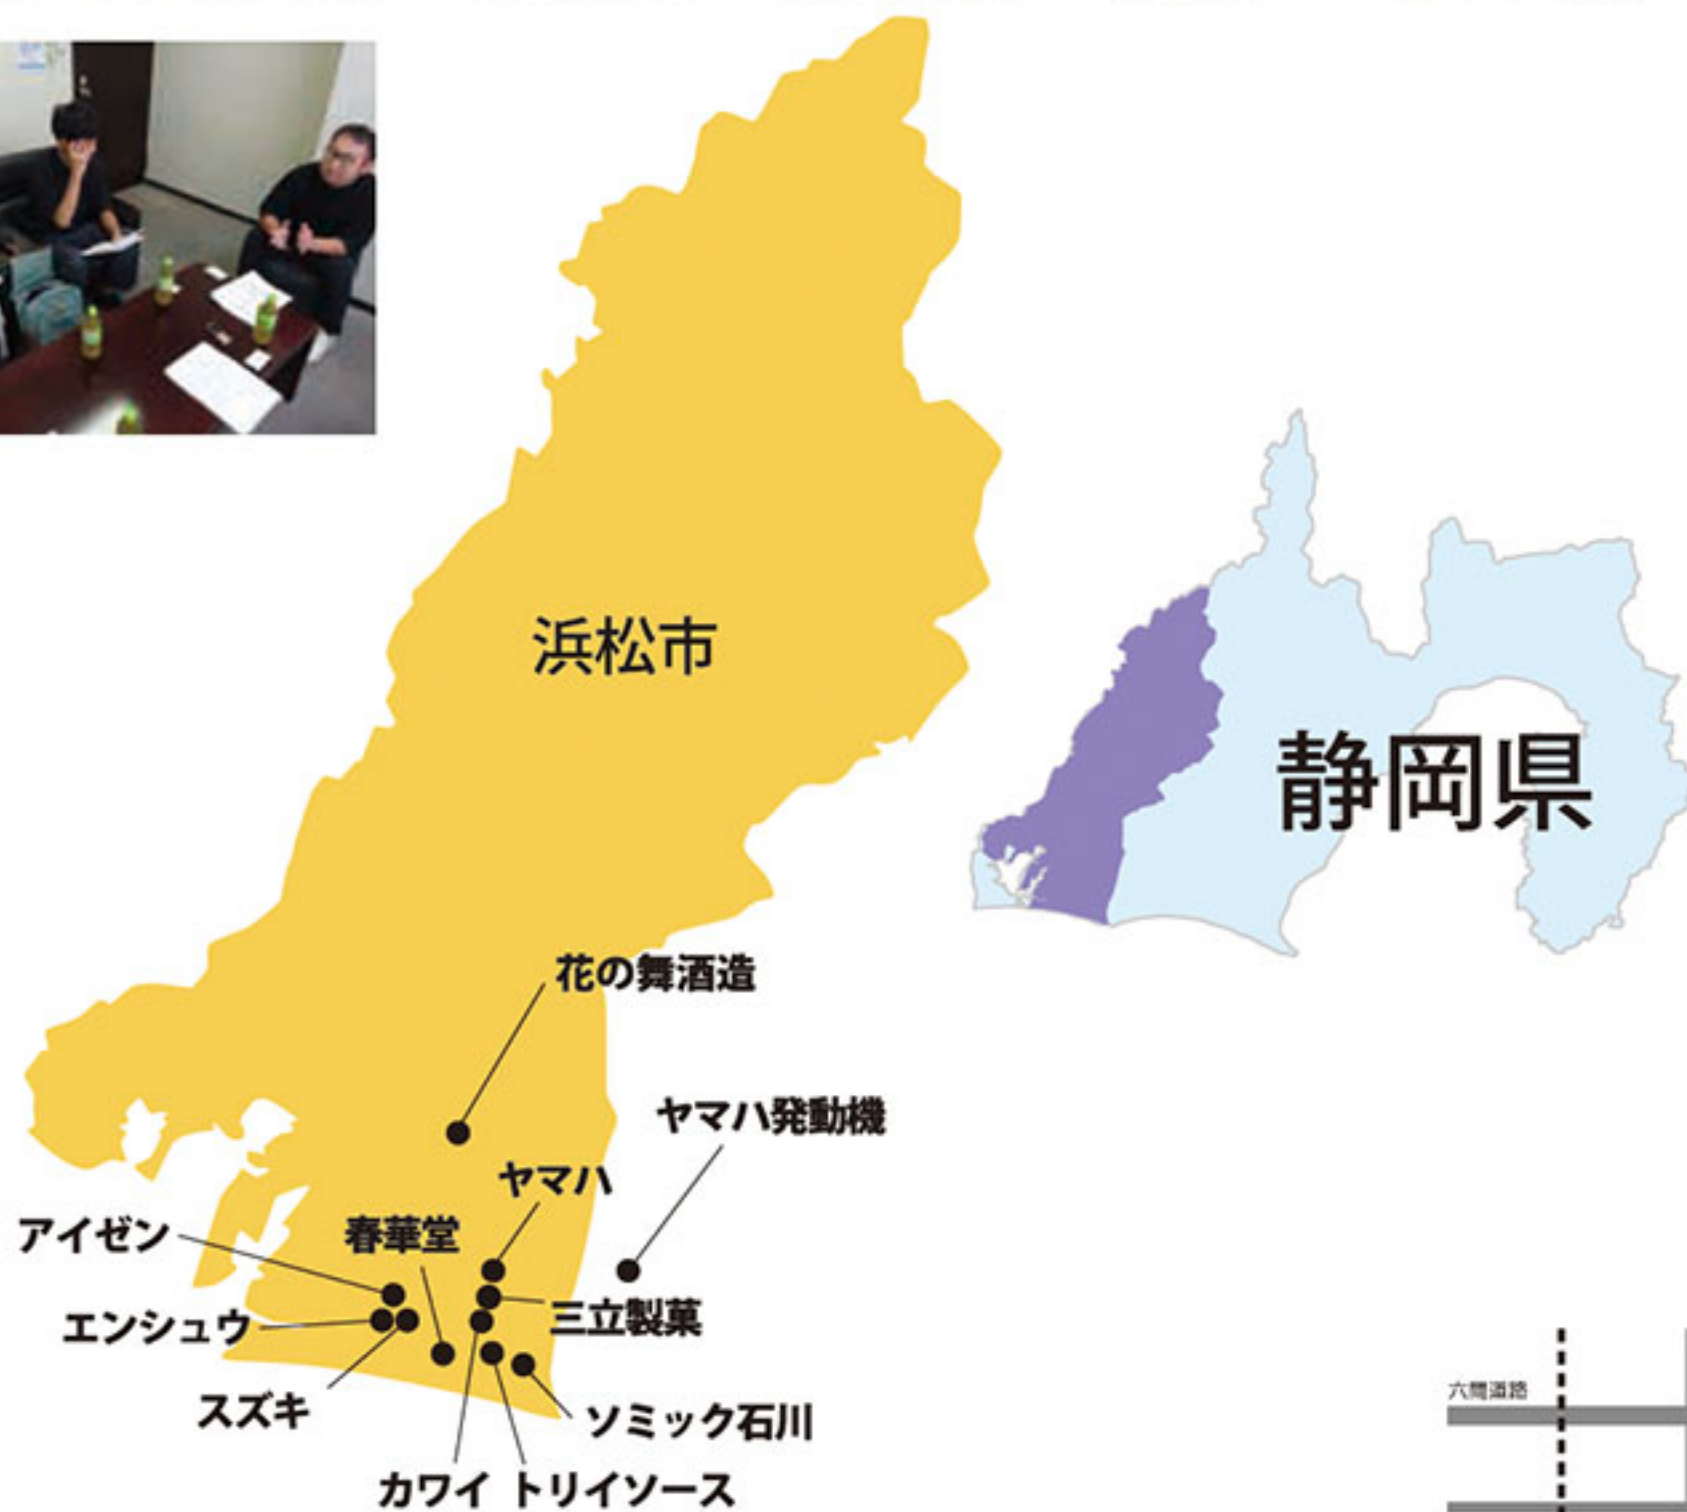 浜松市
静岡県
花の舞酒造
ヤマハ発動機
ヤマハ
アイゼン
春華堂
エンシュウ
三立製菓
スズキ
ソミック石川
カワイ
トリイソース
六間道路